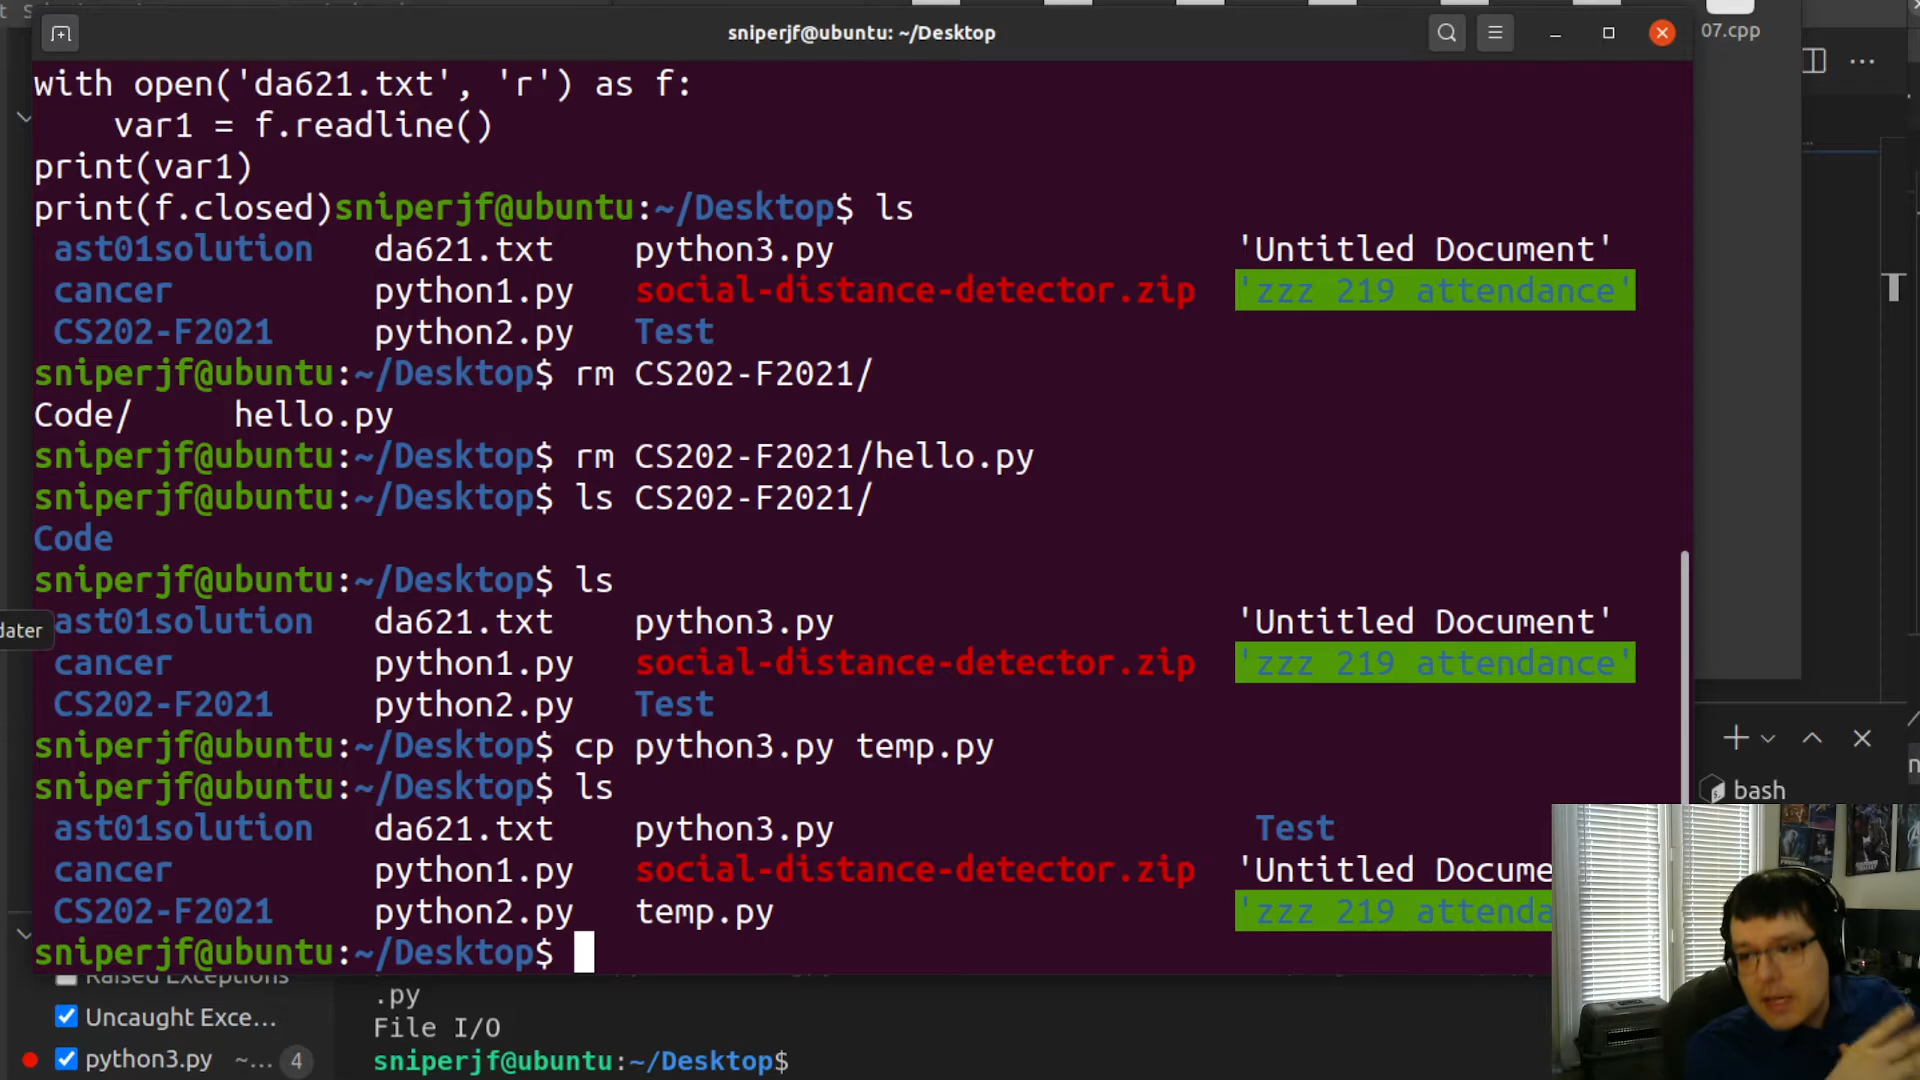 sniperjf@ubuntu: ~/Desktop
07.cpp
with open('da621.txt', 'r') as f:
    var1 = f.readline()
print(var1)
print(f.closed)sniperjf@ubuntu:~/Desktop$ ls
ast01solution da621.txt python3.py 'Untitled Document'
cancer python1.py social-distance-detector.zip 'zzz 219 attendance'
CS202-F2021 python2.py Test
sniperjf@ubuntu:~/Desktop$ rm CS202-F2021/
Code/ hello.py
sniperjf@ubuntu:~/Desktop$ rm CS202-F2021/hello.py
sniperjf@ubuntu:~/Desktop$ ls CS202-F2021/
Code
sniperjf@ubuntu:~/Desktop$ ls
dater
ast01solution da621.txt python3.py 'Untitled Document'
cancer python1.py social-distance-detector.zip 'zzz 219 attendance'
CS202-F2021 python2.py Test
sniperjf@ubuntu:~/Desktop$ cp python3.py temp.py
sniperjf@ubuntu:~/Desktop$ ls
bash
ast01solution da621.txt python3.py Test
cancer python1.py social-distance-detector.zip 'Untitled Docume
CS202-F2021 python2.py temp.py 'zzz 219 attenda
sniperjf@ubuntu:~/Desktop$
Raised Exceptions
.py
Uncaught Exce...
File I/O
python3.py ~... 4
sniperjf@ubuntu:~/Desktop$